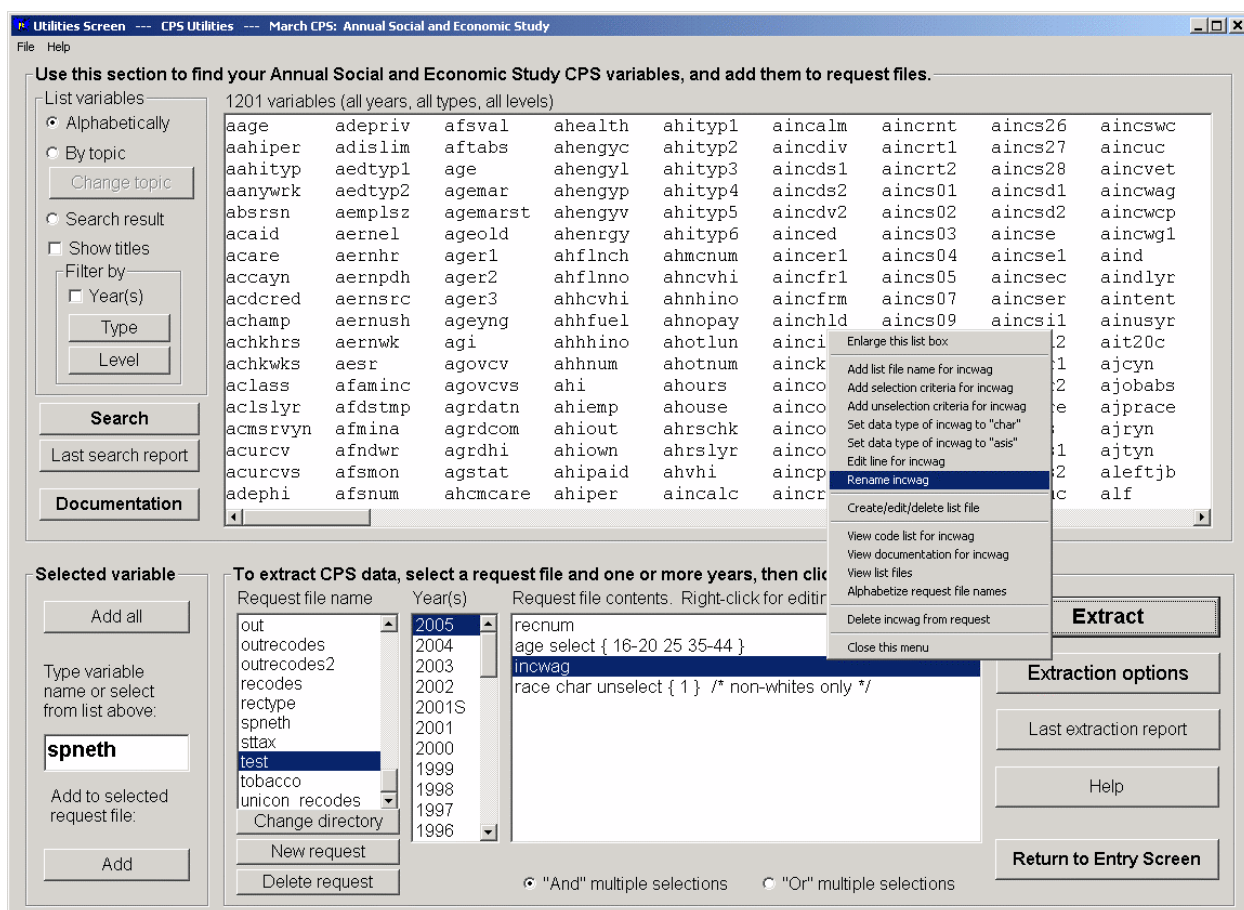 Utilities Screen --- CPS Utilities --- March CPS: Annual Social and Economic Study
File Help
Use this section to find your Annual Social and Economic Study CPS variables, and add them to request files.
List variables
Alphabetically
By topic
Change topic
Search result
Show titles
Filter by
Year(s)
Type
Level
Search
Last search report
Documentation
1201 variables (all years, all types, all levels)
aage adepriv afsval ahealth ahityp1 aincalm aincrnt aincs26 aincswc
aahiper adislim aftabs ahengyc ahityp2 aincdiv aincrt1 aincs27 aincuc
aahityp aedtyp1 age ahengyl ahityp3 aincds1 aincrt2 aincs28 aincvet
aanywrk aedtyp2 agemar ahengyp ahityp4 aincds2 aincs01 aincsd1 aincwag
absrsn aemplsz agemarst ahengyv ahityp5 aincdv2 aincs02 aincsd2 aincwcp
acaid aernel ageold ahenrgy ahityp6 ainced aincs03 aincse aincwg1
acare aernhr ager1 ahflnch ahmcnum aincer1 aincs04 aincse1 aind
accayn aernpdh ager2 ahflnno ahncvhi aincfr1 aincs05 aincsec aindlyr
acdcred aernsrc ager3 ahhcvhi ahnhino aincfrm aincs07 aincser aintent
achamp aernush ageyng ahhfuel ahnopay ainchld aincs09 aincsi1 ainusyr
achkhrs aernwk agi ahhhino ahotlun ainci 2 ait20c
achkwks aesr agovcv ahhnum ahotnum ainck 1 ajcyn
aclass afaminc agovcvs ahi ahours ainco 2 ajobabs
aclslyr afdstmp agrdatn ahiemp ahouse ainco e ajprace
acmsrvyn afmina agrdcom ahiout ahrschk ainco ajryn
acurcv afndwr agrdhi ahiown ahrslyr ainco 1 ajtyn
acurcvs afsmon agstat ahipaid ahvhi aincp 2 aleftjb
adephi afsnum ahcmcare ahiper aincalc aincr c alf
Enlarge this list box
Add list file name for incwag
Add selection criteria for incwag
Add unselection criteria for incwag
Set data type of incwag to "char"
Set data type of incwag to "asis"
Edit line for incwag
Rename incwag
Create/edit/delete list file
View code list for incwag
View documentation for incwag
View list files
Alphabetize request file names
Delete incwag from request
Close this menu
Selected variable
Add all
Type variable
name or select
from list above:
spneth
Add to selected
request file:
Add
To extract CPS data, select a request file and one or more years, then clic
Request file name
out
outrecodes
outrecodes2
recodes
rectype
spneth
sttax
test
tobacco
unicon_recodes
Change directory
New request
Delete request
Year(s)
2005
2004
2003
2002
2001S
2001
2000
1999
1998
1997
1996
Request file contents. Right-click for editin
recnum
age select { 16-20 25 35-44 }
incwag
race char unselect { 1 } /* non-whites only */
"And" multiple selections
"Or" multiple selections
Extract
Extraction options
Last extraction report
Help
Return to Entry Screen